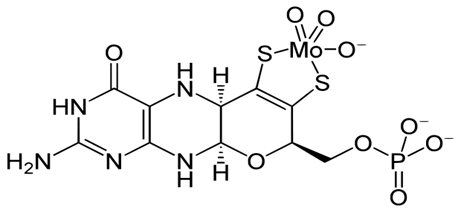 O O
S Mo O⁻
O H H S
HN N
O O⁻
H₂N N N O P O⁻
H H O